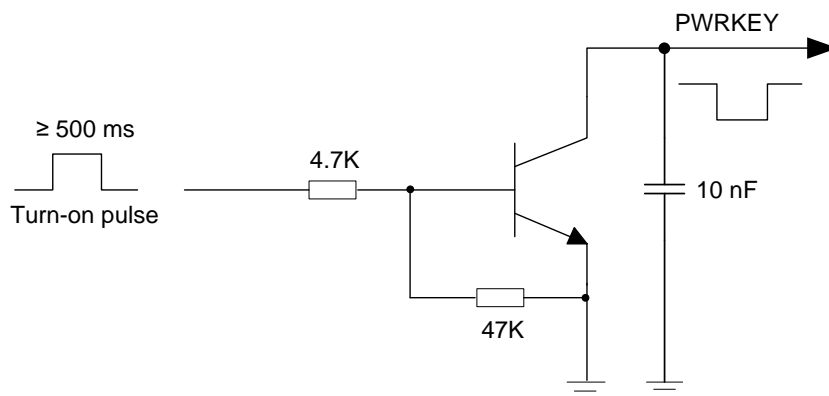 PWRKEY
≥ 500 ms
4.7K
10 nF
Turn-on pulse
47K